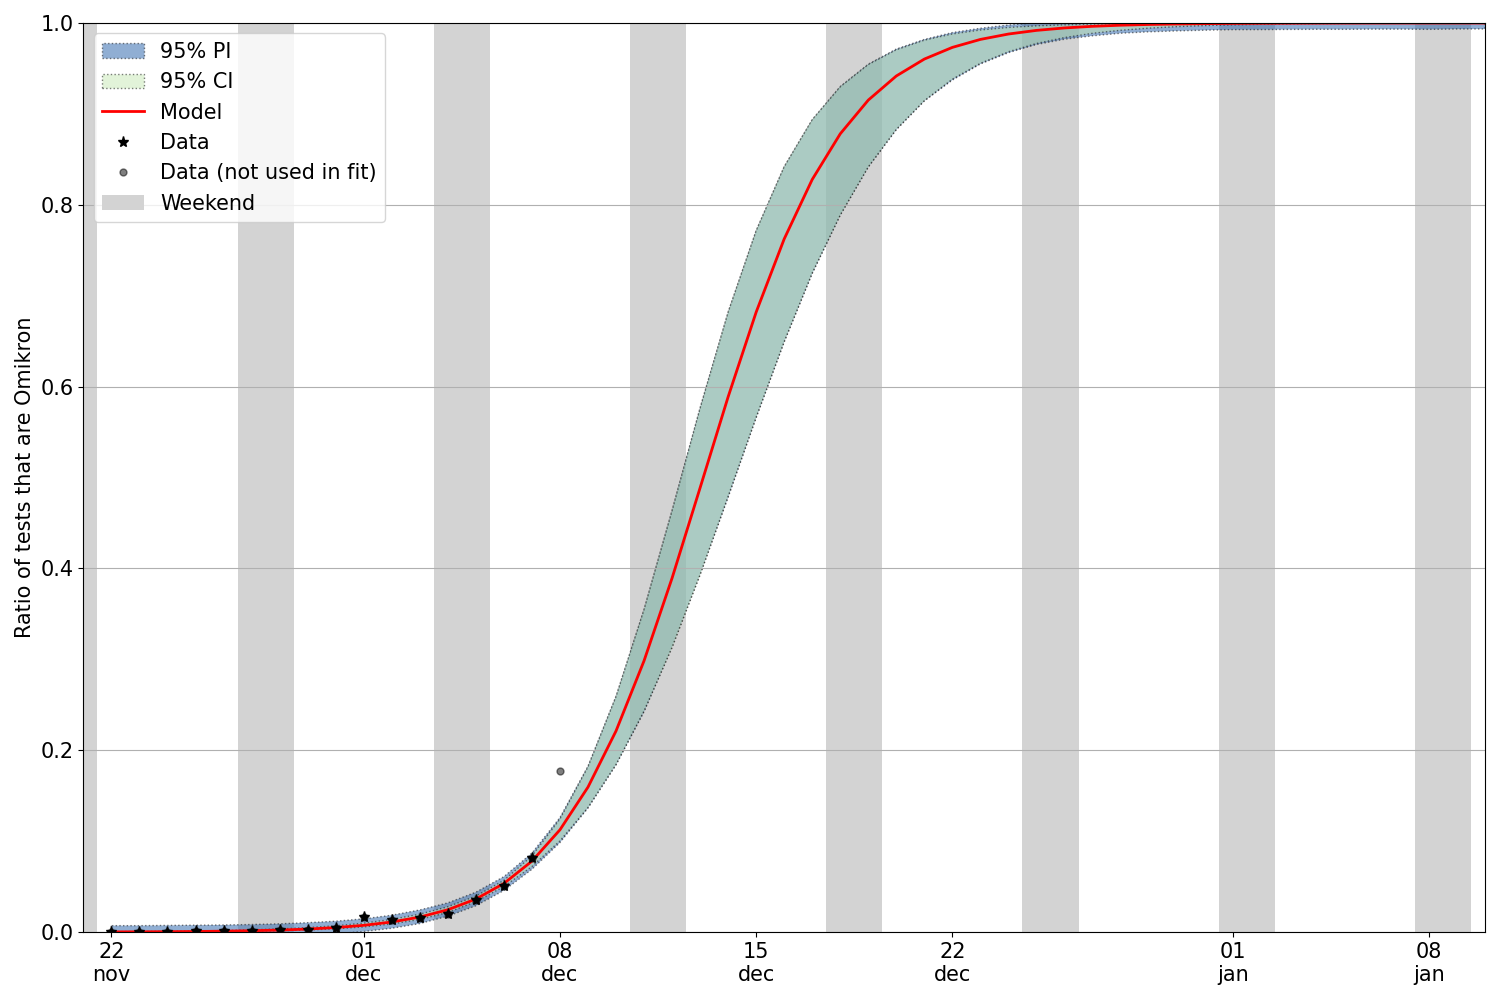 1.0
0.8
0.6
0.4
0.2
0.0
Ratio of tests that are Omikron
95% PI
95% CI
Model
Data
Data (not used in fit)
Weekend
22 nov
01 dec
08 dec
15 dec
22 dec
01 jan
08 jan